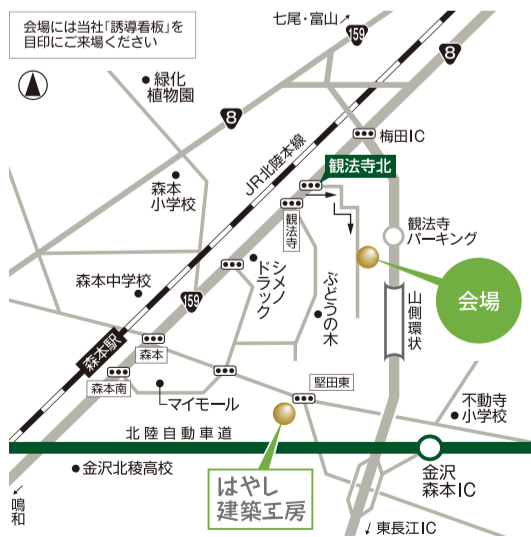 会場には当社「誘導看板」を
目印にご来場ください
七尾・富山
159
8
緑化
植物園
8
梅田IC
JR北陸本線
観法寺北
森本
小学校
観法寺
観法寺
パーキング
シメノ
ドラック
ぶどうの木
会場
山側環状
森本中学校
159
森本駅
森本
森本南
マイモール
堅田東
不動寺
小学校
北陸自動車道
金沢北稜高校
はやし
建築工房
金沢
森本IC
鳴和
東長江IC